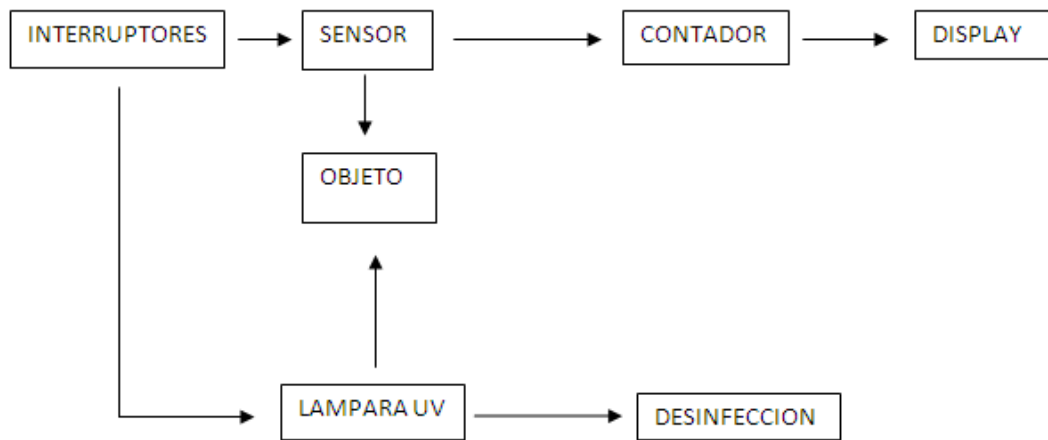 INTERRUPTORES
SENSOR
CONTADOR
DISPLAY
OBJETO
LAMPARA UV
DESINFECCION